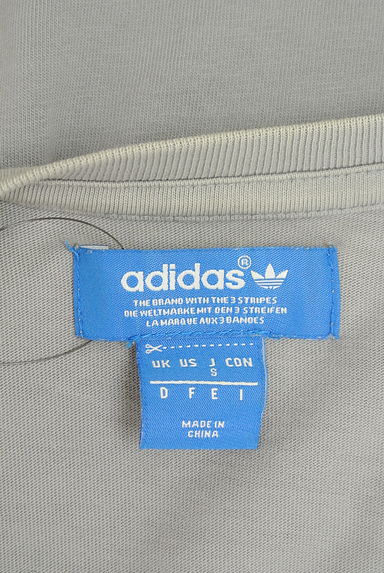 adidas®
THE BRAND WITH THE 3 STRIPES
DIE WELTMARKE MIT DEN 3 STREIFEN
LA MARQUE AUX 3 BANDES
UK US J CDN
S
D F E I
MADE IN
CHINA